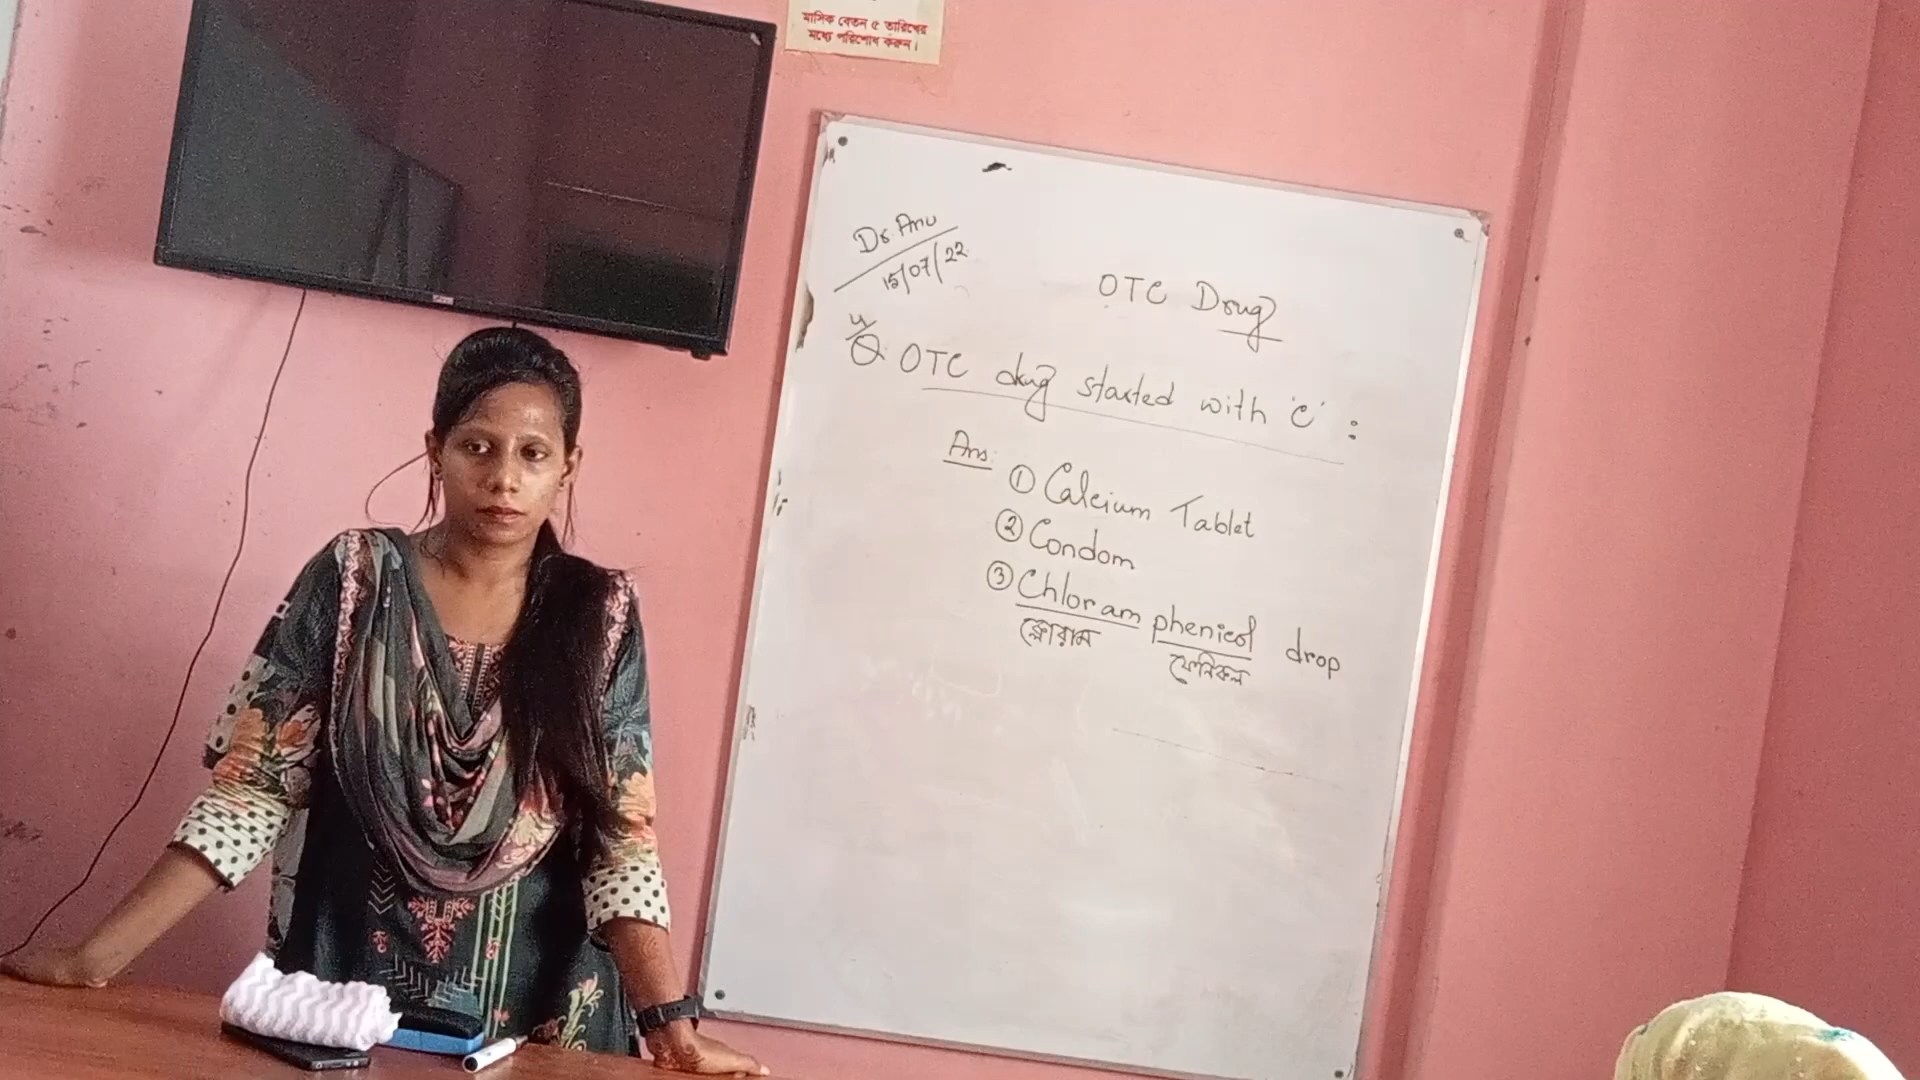 মাসিক বেতন ৫ তারিখের
মধ্যে পরিশোধ করুন।
Dr. Anu
15/07/22
OTC Drug
Q. OTC drug started with 'C' :
Ans:
① Calcium Tablet
② Condom
③ Chloram phenicol drop
ক্লোরাম ফেনিকল